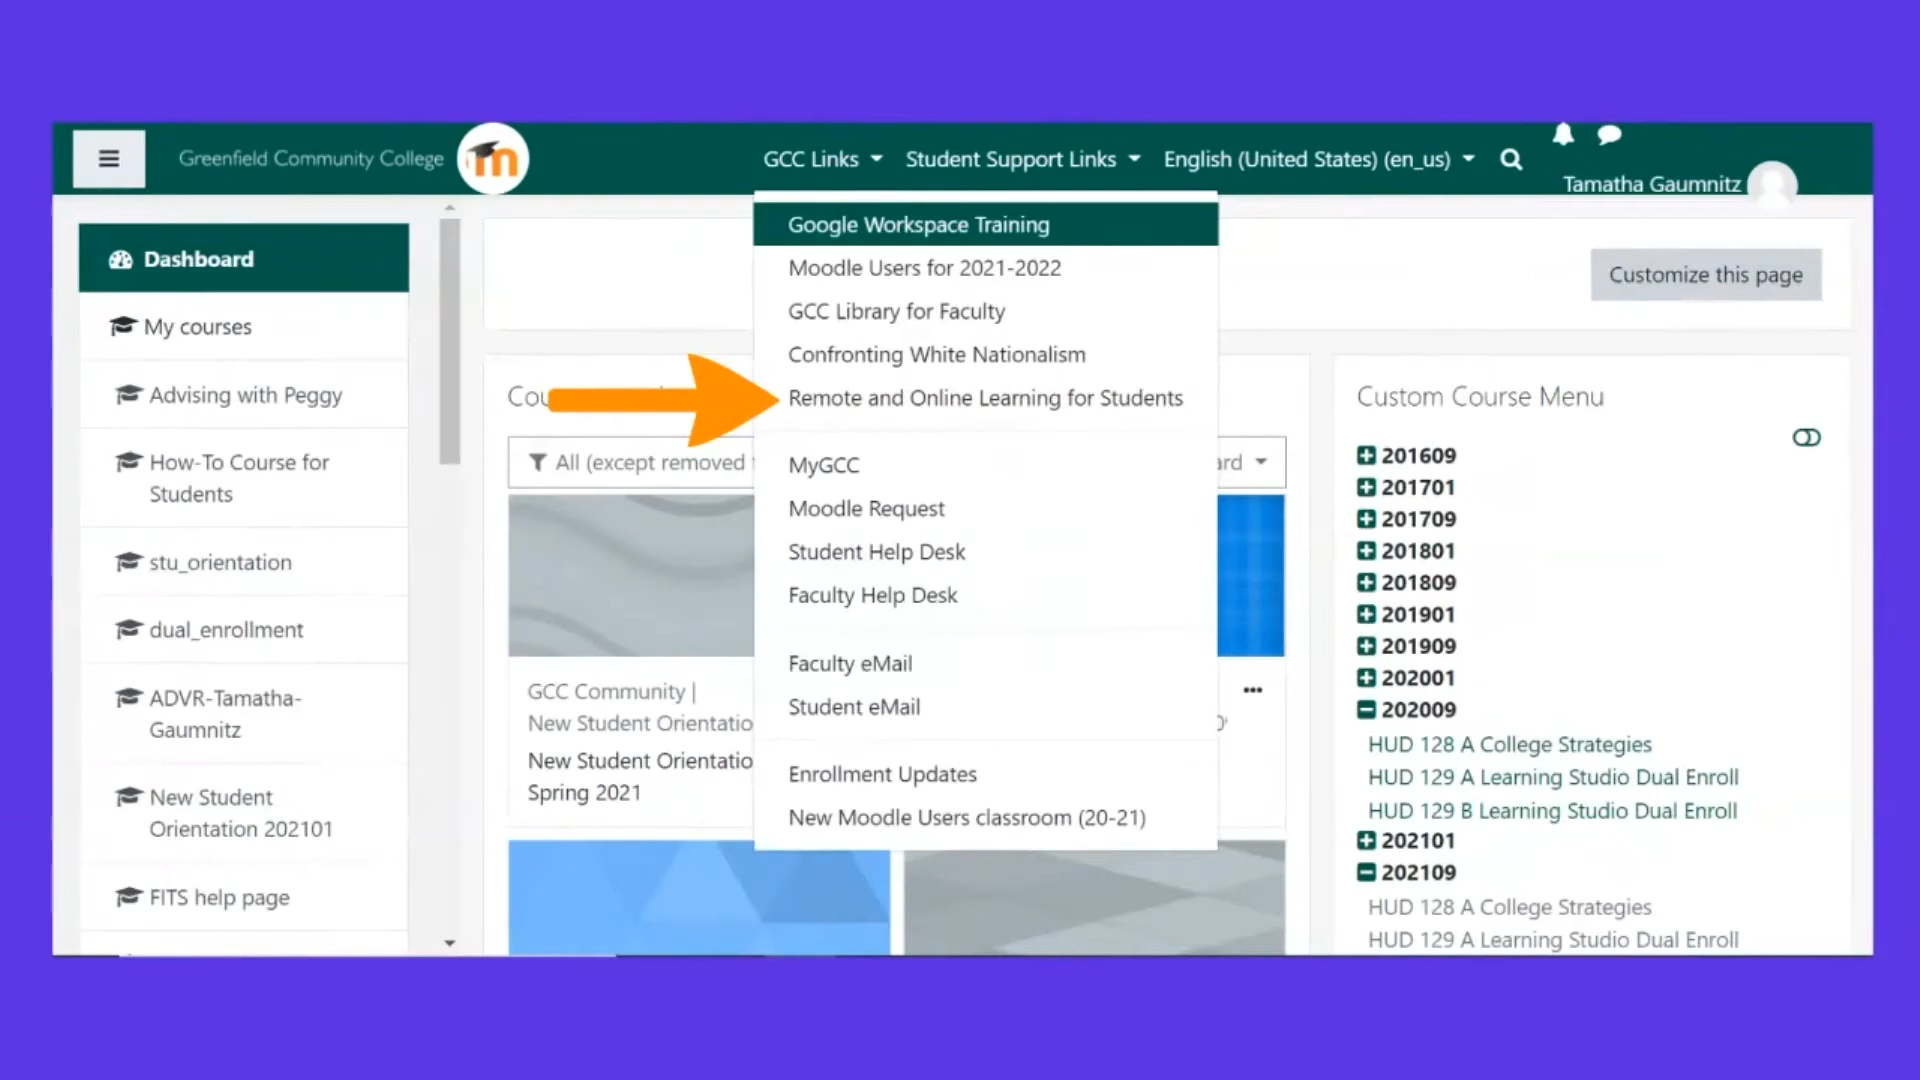 Greenfield Community College
GCC Links
Student Support Links
English (United States) (en_us)
Tamatha Gaumnitz
Dashboard
My courses
Advising with Peggy
How-To Course for
Students
stu_orientation
dual_enrollment
ADVR-Tamatha-
Gaumnitz
New Student
Orientation 202101
FITS help page
Google Workspace Training
Moodle Users for 2021-2022
GCC Library for Faculty
Confronting White Nationalism
Remote and Online Learning for Students
MyGCC
Moodle Request
Student Help Desk
Faculty Help Desk
Faculty eMail
Student eMail
Enrollment Updates
New Moodle Users classroom (20-21)
Customize this page
Cou
All (except removed
ard
GCC Community |
New Student Orientatio
New Student Orientatio
Spring 2021
Custom Course Menu
201609
201701
201709
201801
201809
201901
201909
202001
202009
HUD 128 A College Strategies
HUD 129 A Learning Studio Dual Enroll
HUD 129 B Learning Studio Dual Enroll
202101
202109
HUD 128 A College Strategies
HUD 129 A Learning Studio Dual Enroll